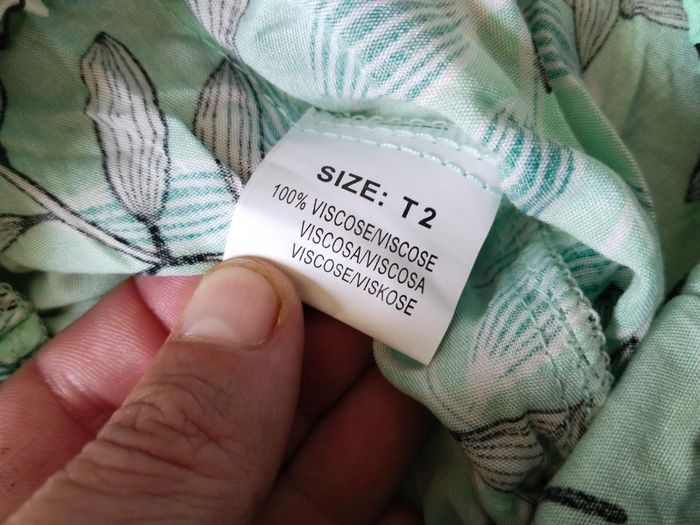 SIZE: T2
100% VISCOSE/VISCOSE
VISCOSA/VISCOSA
VISCOSE/VISKOSE